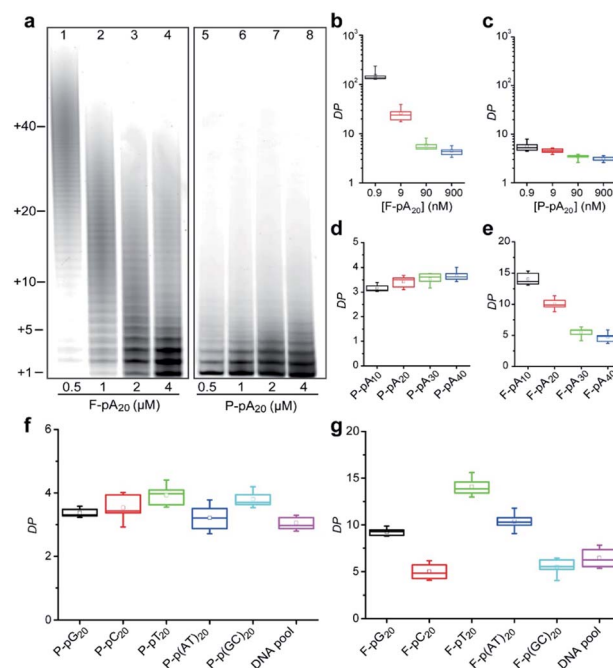 a
1 2 3 4 5 6 7 8
+40
+20
+10
+5
+1
0.5 1 2 4 0.5 1 2 4
F-pA20 (µM) P-pA20 (µM)
b
DP
10³
10²
10
1
0.9 9 90 900
[F-pA20] (nM)
c
DP
10³
10²
10
1
0.9 9 90 900
[P-pA20] (nM)
d
DP
5
4
3
2
1
0
P-pA10 P-pA20 P-pA30 P-pA40
e
DP
20
15
10
5
0
F-pA10 F-pA20 F-pA30 F-pA40
f
DP
6
4
2
0
P-pG20 P-pC20 P-pT20 P-p(AT)20 P-p(GC)20 DNA pool
g
DP
20
15
10
5
0
F-pG20 F-pC20 F-pT20 F-p(AT)20 F-p(GC)20 DNA pool